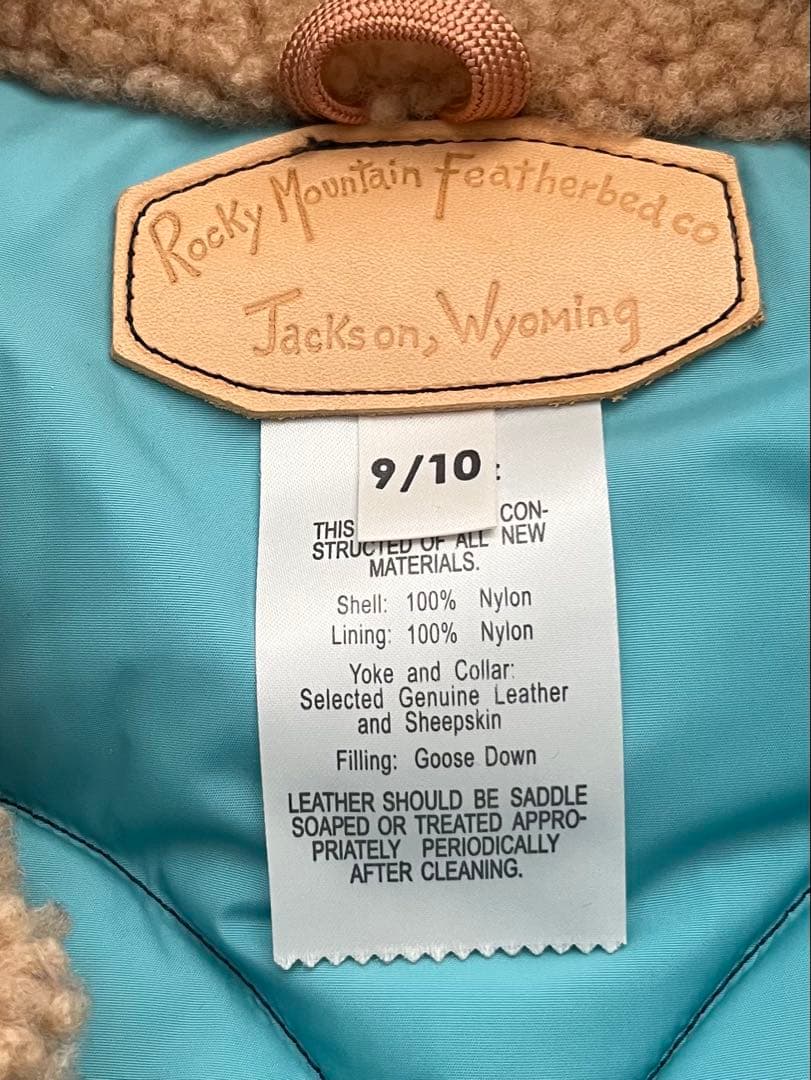 Rocky Mountain Featherbed co
Jackson, Wyoming
9/10 :
THIS CON-
STRUCTED OF ALL NEW
MATERIALS.
Shell: 100% Nylon
Lining: 100% Nylon
Yoke and Collar:
Selected Genuine Leather
and Sheepskin
Filling: Goose Down
LEATHER SHOULD BE SADDLE
SOAPED OR TREATED APPRO-
PRIATELY PERIODICALLY
AFTER CLEANING.